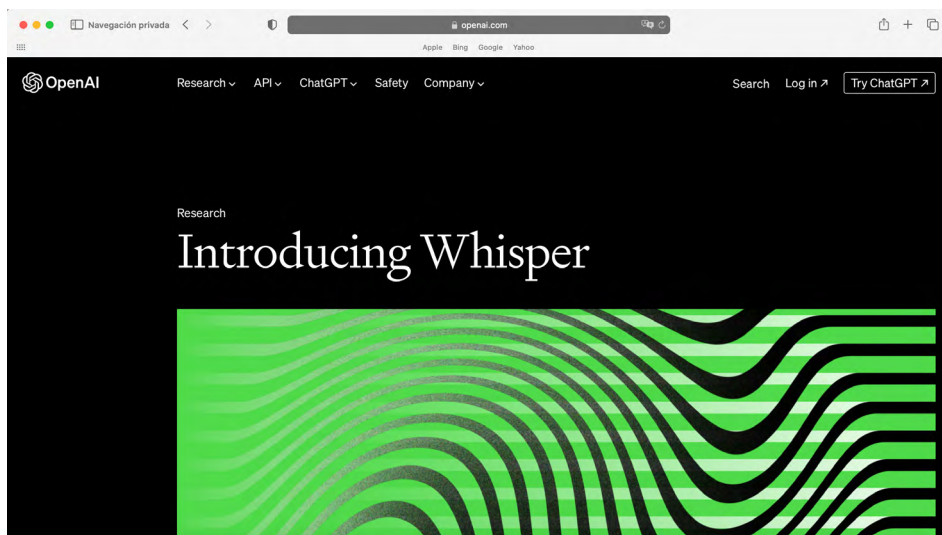 Navegación privada
openai.com
Apple Bing Google Yahoo
OpenAI
Research API ChatGPT Safety Company
Search Log in ↗ Try ChatGPT ↗
Research
Introducing Whisper